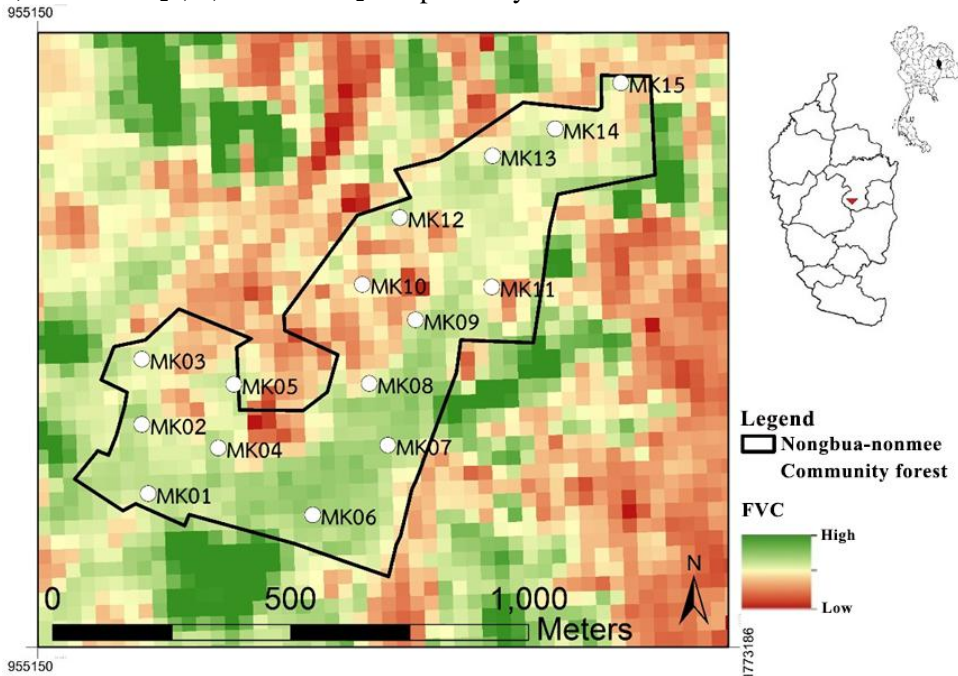 955150
MK15
MK14
MK13
MK12
MK10
MK11
MK09
MK03
MK05
MK08
MK02
MK04
MK07
MK01
MK06
0 500 1,000
Meters
N
955150
1773186
Legend
Nongbua-nonmee
Community forest
FVC
High
Low